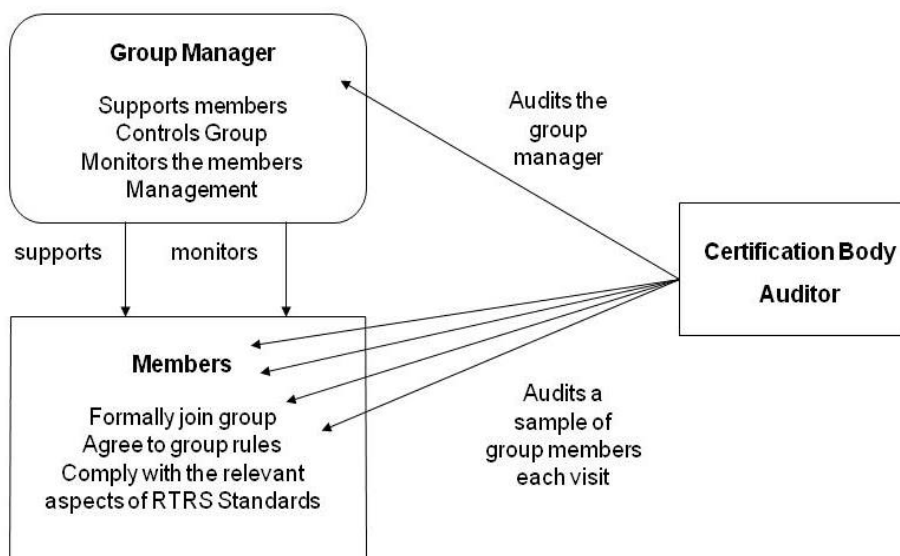 Group Manager
Supports members
Controls Group
Monitors the members
Management
Audits the
group
manager
supports
monitors
Certification Body
Auditor
Members
Formally join group
Agree to group rules
Comply with the relevant
aspects of RTRS Standards
Audits a
sample of
group members
each visit